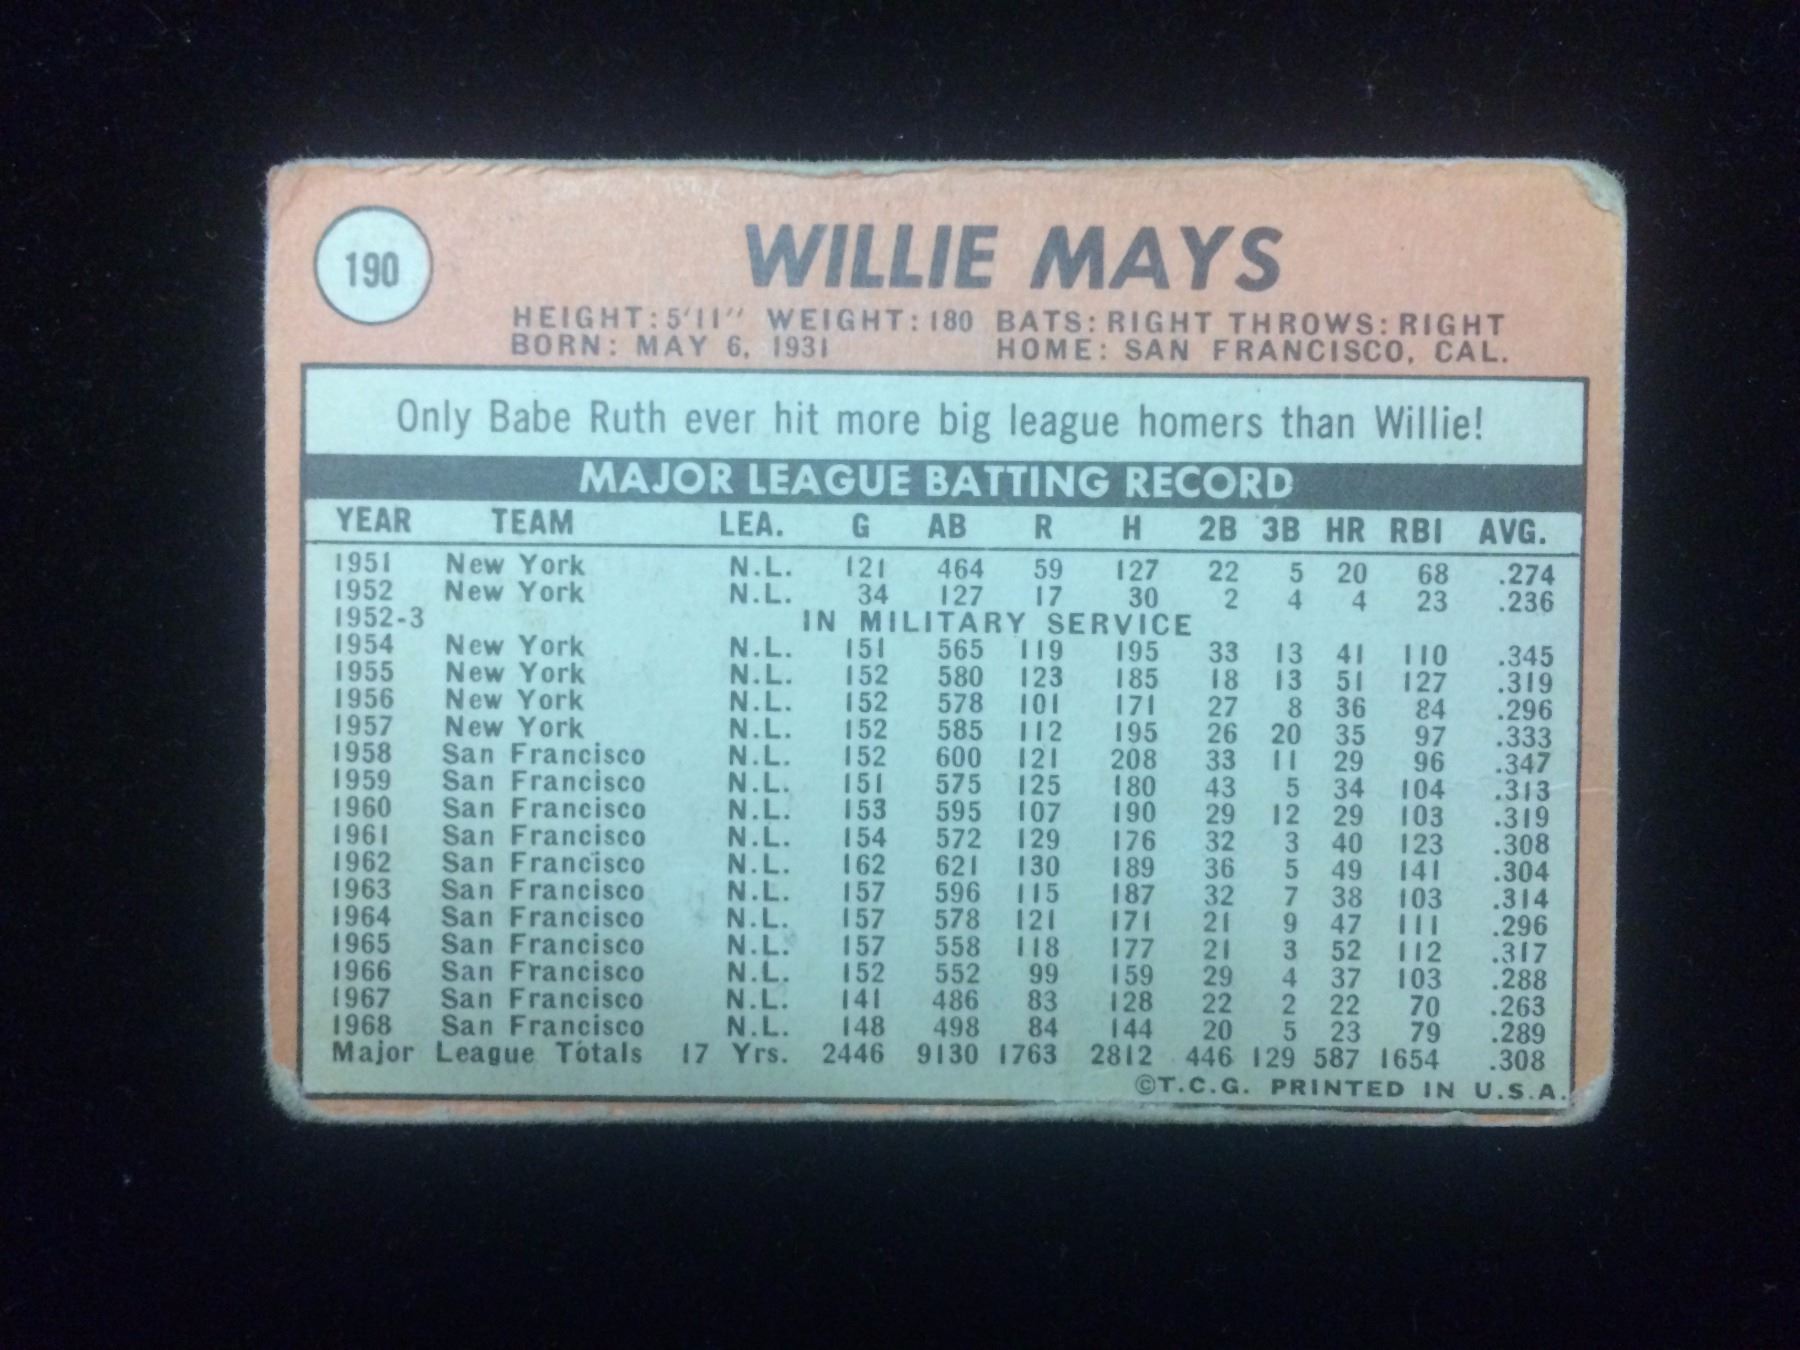 190
WILLIE MAYS
HEIGHT: 5'11" WEIGHT: 180 BATS: RIGHT THROWS: RIGHT
BORN: MAY 6, 1931 HOME: SAN FRANCISCO, CAL.
Only Babe Ruth ever hit more big league homers than Willie!
MAJOR LEAGUE BATTING RECORD
YEAR TEAM LEA. G AB R H 2B 3B HR RBI AVG.
1951 New York N.L. 121 464 59 127 22 5 20 68 .274
1952 New York N.L. 34 127 17 30 2 4 4 23 .236
1952-3 IN MILITARY SERVICE
1954 New York N.L. 151 565 119 195 33 13 41 110 .345
1955 New York N.L. 152 580 123 185 18 13 51 127 .319
1956 New York N.L. 152 578 101 171 27 8 36 84 .296
1957 New York N.L. 152 585 112 195 26 20 35 97 .333
1958 San Francisco N.L. 152 600 121 208 33 11 29 96 .347
1959 San Francisco N.L. 151 575 125 180 43 5 34 104 .313
1960 San Francisco N.L. 153 595 107 190 29 12 29 103 .319
1961 San Francisco N.L. 154 572 129 176 32 3 40 123 .308
1962 San Francisco N.L. 162 621 130 189 36 5 49 141 .304
1963 San Francisco N.L. 157 596 115 187 32 7 38 103 .314
1964 San Francisco N.L. 157 578 121 171 21 9 47 111 .296
1965 San Francisco N.L. 157 558 118 177 21 3 52 112 .317
1966 San Francisco N.L. 152 552 99 159 29 4 37 103 .288
1967 San Francisco N.L. 141 486 83 128 22 2 22 70 .263
1968 San Francisco N.L. 148 498 84 144 20 5 23 79 .289
Major League Totals 17 Yrs. 2446 9130 1763 2812 446 129 587 1654 .308
©T.C.G. PRINTED IN U.S.A.